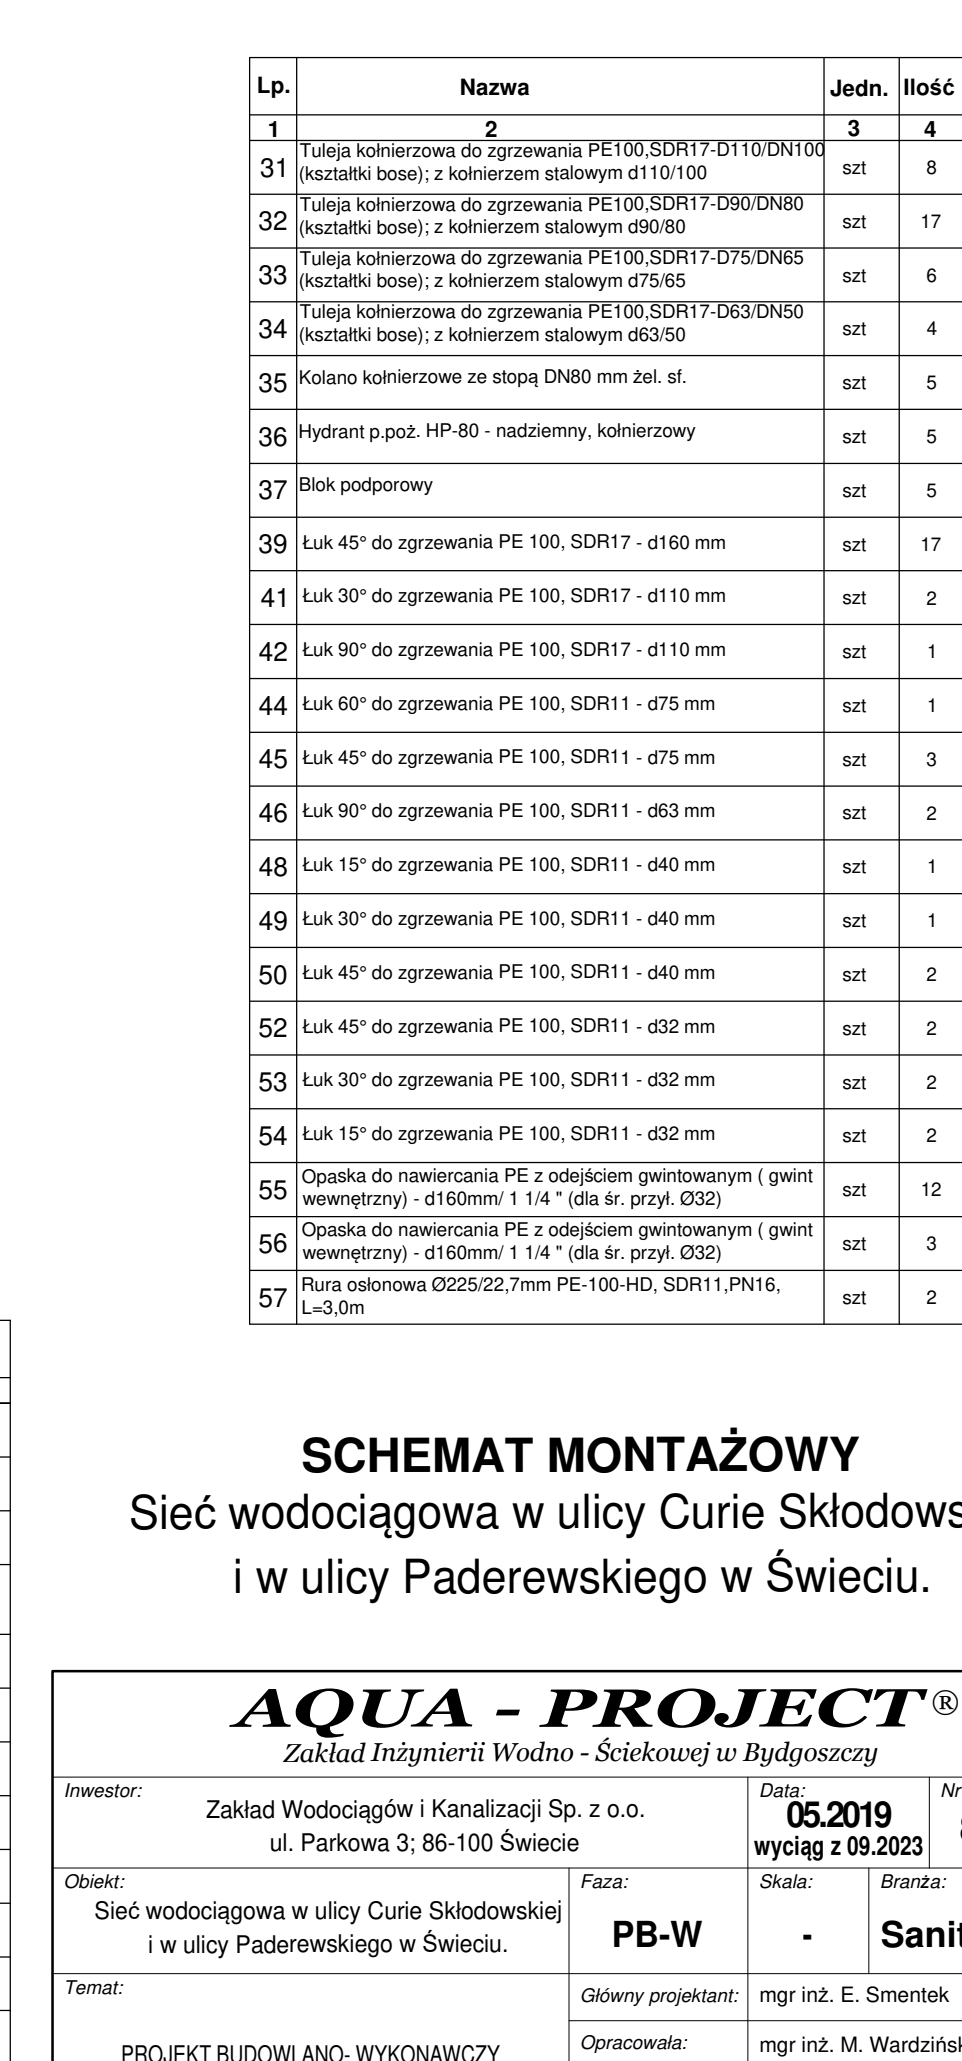 Lp. Nazwa Jedn. Ilość
1 2 3 4
31 Tuleja kołnierzowa do zgrzewania PE100,SDR17-D110/DN100 szt 8
(kształtki bose); z kołnierzem stalowym d110/100
32 Tuleja kołnierzowa do zgrzewania PE100,SDR17-D90/DN80 szt 17
(kształtki bose); z kołnierzem stalowym d90/80
33 Tuleja kołnierzowa do zgrzewania PE100,SDR17-D75/DN65 szt 6
(kształtki bose); z kołnierzem stalowym d75/65
34 Tuleja kołnierzowa do zgrzewania PE100,SDR17-D63/DN50 szt 4
(kształtki bose); z kołnierzem stalowym d63/50
35 Kolano kołnierzowe ze stopą DN80 mm żel. sf. szt 5
36 Hydrant p.poż. HP-80 - nadziemny, kołnierzowy szt 5
37 Blok podporowy szt 5
39 Łuk 45° do zgrzewania PE 100, SDR17 - d160 mm szt 17
41 Łuk 30° do zgrzewania PE 100, SDR17 - d110 mm szt 2
42 Łuk 90° do zgrzewania PE 100, SDR17 - d110 mm szt 1
44 Łuk 60° do zgrzewania PE 100, SDR11 - d75 mm szt 1
45 Łuk 45° do zgrzewania PE 100, SDR11 - d75 mm szt 3
46 Łuk 90° do zgrzewania PE 100, SDR11 - d63 mm szt 2
48 Łuk 15° do zgrzewania PE 100, SDR11 - d40 mm szt 1
49 Łuk 30° do zgrzewania PE 100, SDR11 - d40 mm szt 1
50 Łuk 45° do zgrzewania PE 100, SDR11 - d40 mm szt 2
52 Łuk 45° do zgrzewania PE 100, SDR11 - d32 mm szt 2
53 Łuk 30° do zgrzewania PE 100, SDR11 - d32 mm szt 2
54 Łuk 15° do zgrzewania PE 100, SDR11 - d32 mm szt 2
55 Opaska do nawiercania PE z odejściem gwintowanym ( gwint szt 12
wewnętrzny) - d160mm/ 1 1/4 " (dla śr. przył. Ø32)
56 Opaska do nawiercania PE z odejściem gwintowanym ( gwint szt 3
wewnętrzny) - d160mm/ 1 1/4 " (dla śr. przył. Ø32)
57 Rura osłonowa Ø225/22,7mm PE-100-HD, SDR11,PN16, szt 2
L=3,0m
SCHEMAT MONTAŻOWY
Sieć wodociągowa w ulicy Curie Skłodows
i w ulicy Paderewskiego w Świeciu.
AQUA - PROJECT®
Zakład Inżynierii Wodno - Ściekowej w Bydgoszczy
Inwestor: Data: Nr
Zakład Wodociągów i Kanalizacji Sp. z o.o. 05.2019
ul. Parkowa 3; 86-100 Świecie wyciąg z 09.2023
Obiekt: Faza: Skala: Branża:
Sieć wodociągowa w ulicy Curie Skłodowskiej
i w ulicy Paderewskiego w Świeciu. PB-W - Sanit
Temat: Główny projektant: mgr inż. E. Smentek
Opracowała: mgr inż. M. Wardzińsk
PROJEKT BUDOWLANO- WYKONAWCZY